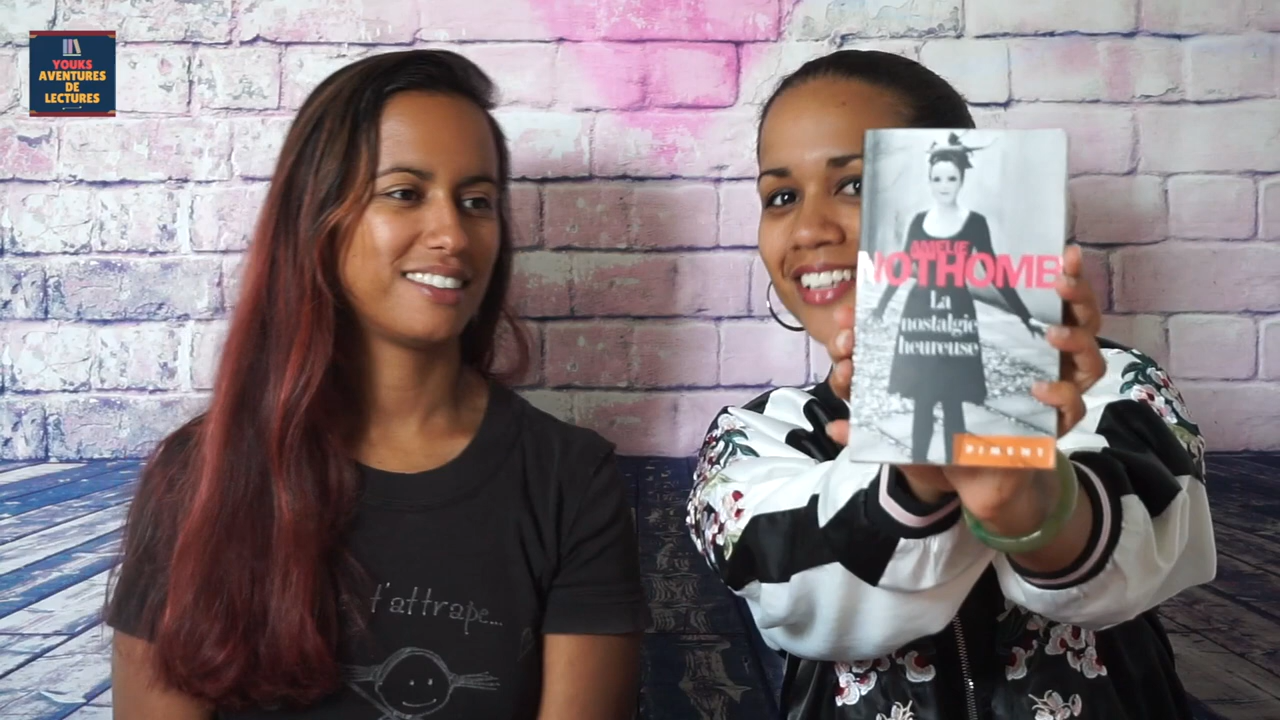 YOUKS
AVENTURES
DE
LECTURES
AMÉLIE
NOTHOMB
La
nostalgie
heureuse
PIMENT
t'attrape...